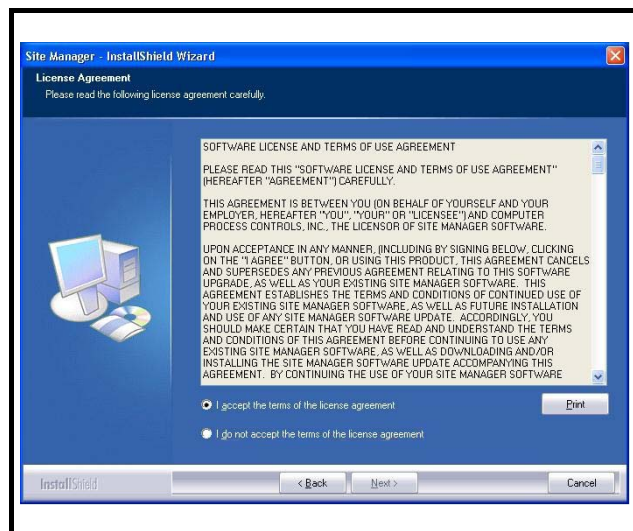 Site Manager - InstallShield Wizard
License Agreement
Please read the following license agreement carefully.
SOFTWARE LICENSE AND TERMS OF USE AGREEMENT
PLEASE READ THIS "SOFTWARE LICENSE AND TERMS OF USE AGREEMENT"
(HEREAFTER "AGREEMENT") CAREFULLY.
THIS AGREEMENT IS BETWEEN YOU (ON BEHALF OF YOURSELF AND YOUR
EMPLOYER, HEREAFTER "YOU", "YOUR" OR "LICENSEE") AND COMPUTER
PROCESS CONTROLS, INC., THE LICENSOR OF SITE MANAGER SOFTWARE.
UPON ACCEPTANCE IN ANY MANNER, (INCLUDING BY SIGNING BELOW, CLICKING
ON THE "I AGREE" BUTTON, OR USING THIS PRODUCT, THIS AGREEMENT CANCELS
AND SUPERSEDES ANY PREVIOUS AGREEMENT RELATING TO THIS SOFTWARE
UPGRADE, AS WELL AS YOUR EXISTING SITE MANAGER SOFTWARE. THIS
AGREEMENT ESTABLISHES THE TERMS AND CONDITIONS OF CONTINUED USE OF
YOUR EXISTING SITE MANAGER SOFTWARE, AS WELL AS FUTURE INSTALLATION
AND USE OF ANY SITE MANAGER SOFTWARE UPDATE. ACCORDINGLY, YOU
SHOULD MAKE CERTAIN THAT YOU HAVE READ AND UNDERSTAND THE TERMS
AND CONDITIONS OF THIS AGREEMENT BEFORE CONTINUING TO USE ANY
EXISTING SITE MANAGER SOFTWARE, AS WELL AS DOWNLOADING AND/OR
INSTALLING THE SITE MANAGER SOFTWARE UPDATE ACCOMPANYING THIS
AGREEMENT. BY CONTINUING THE USE OF YOUR SITE MANAGER SOFTWARE
I accept the terms of the license agreement
Print
I do not accept the terms of the license agreement
InstallShield
< Back
Next >
Cancel